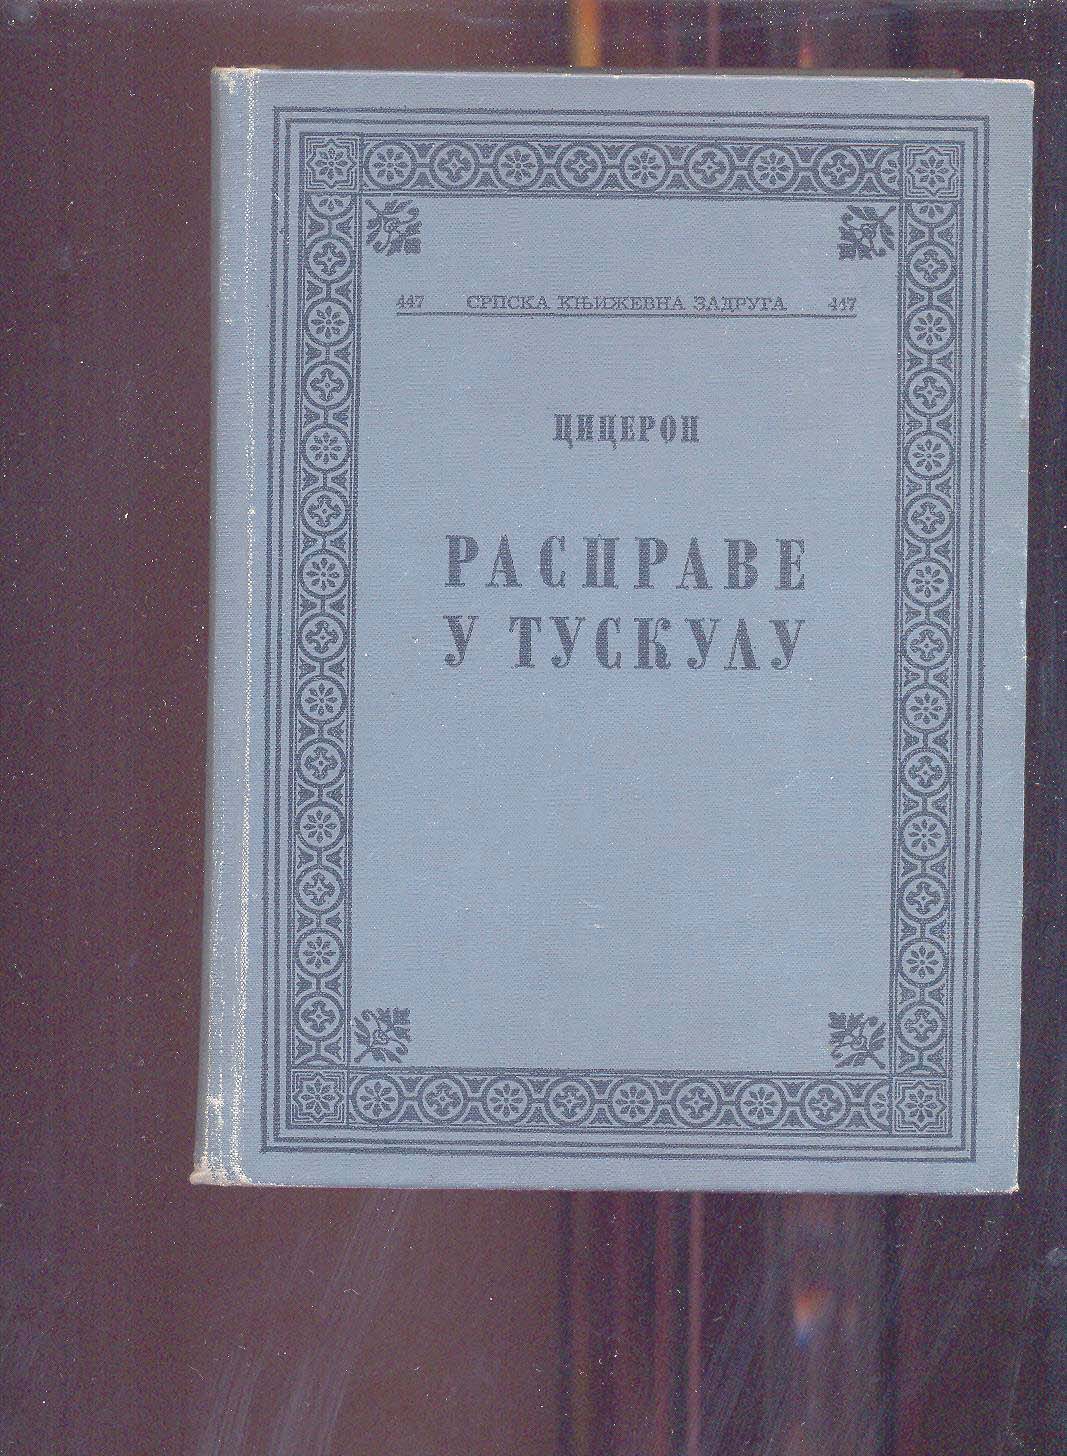 447 СРПСКА КЊИЖЕВНА ЗАДРУГА 447
ЦИЦЕРОН
РАСПРАВЕ
У ТУСКУЛУ